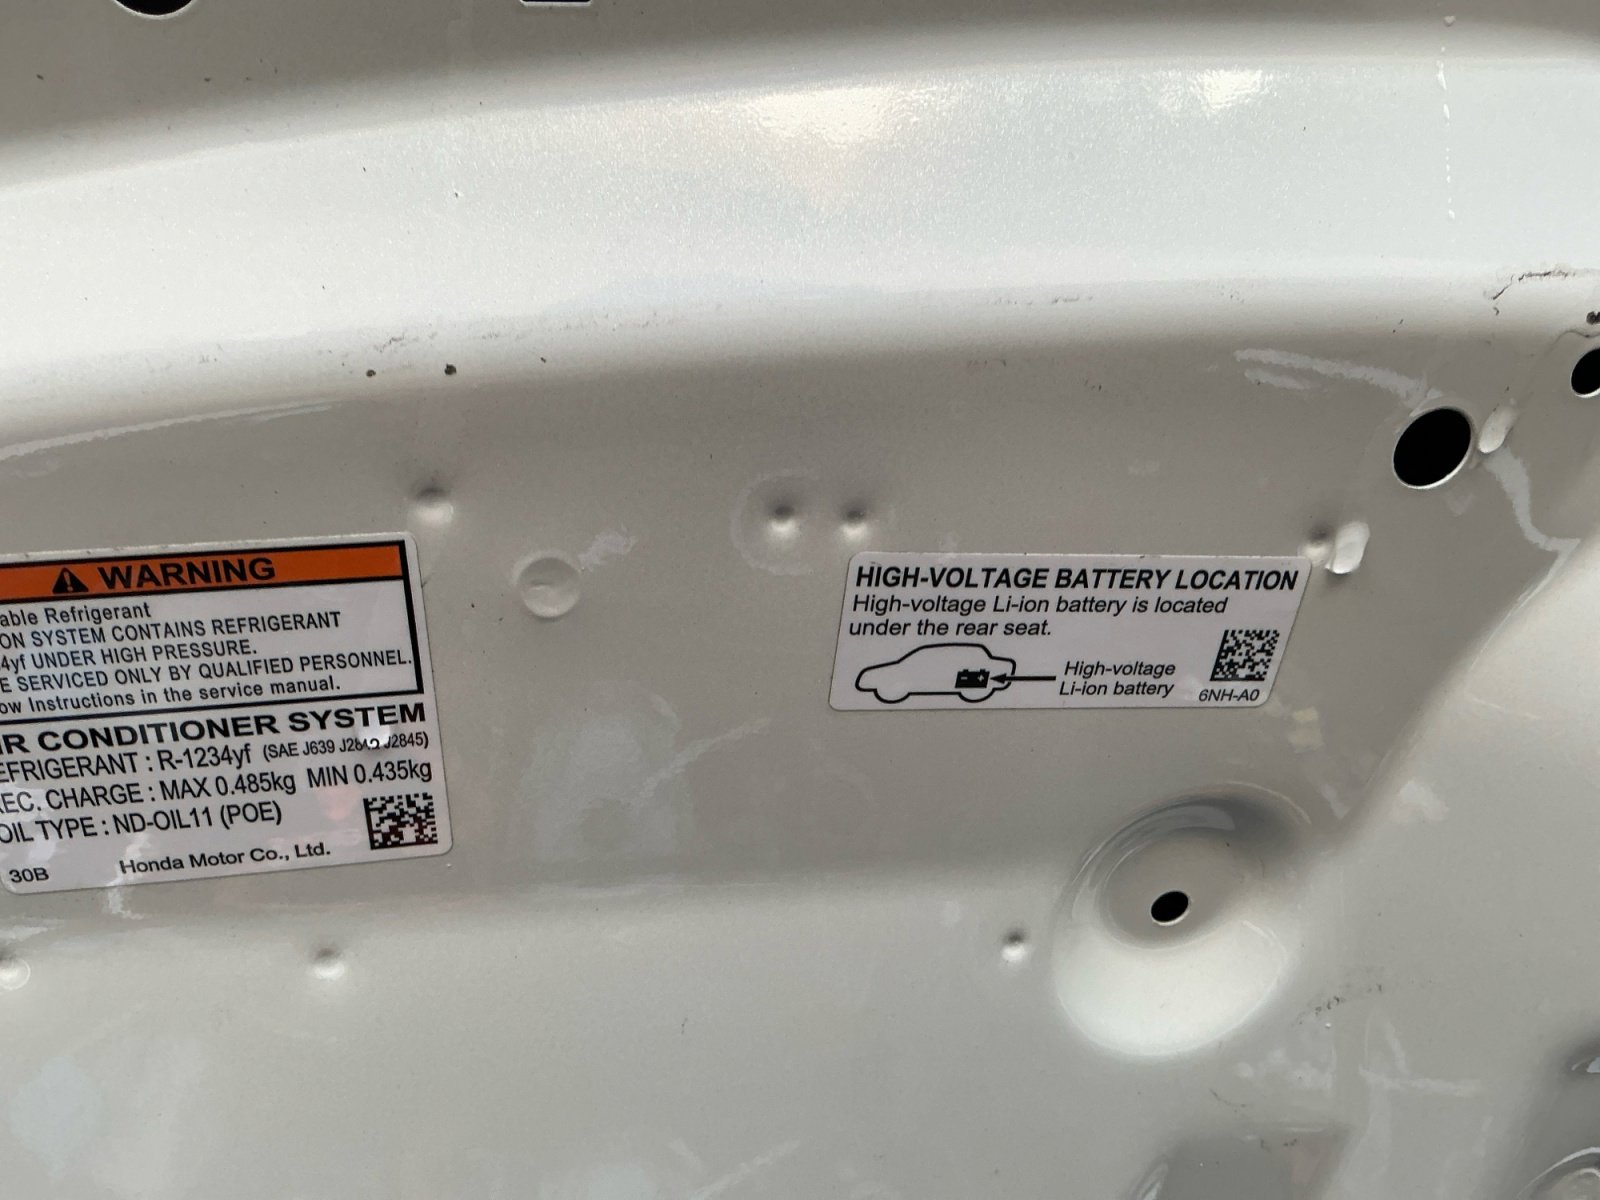 WARNING
able Refrigerant
ON SYSTEM CONTAINS REFRIGERANT
4yf UNDER HIGH PRESSURE.
E SERVICED ONLY BY QUALIFIED PERSONNEL.
ow Instructions in the service manual.
IR CONDITIONER SYSTEM
EFRIGERANT : R-1234yf (SAE J639 J2845)
EC. CHARGE : MAX 0.485kg MIN 0.435kg
OIL TYPE : ND-OIL11 (POE)
30B Honda Motor Co., Ltd.
HIGH-VOLTAGE BATTERY LOCATION
High-voltage Li-ion battery is located
under the rear seat.
High-voltage
Li-ion battery
6NH-A0